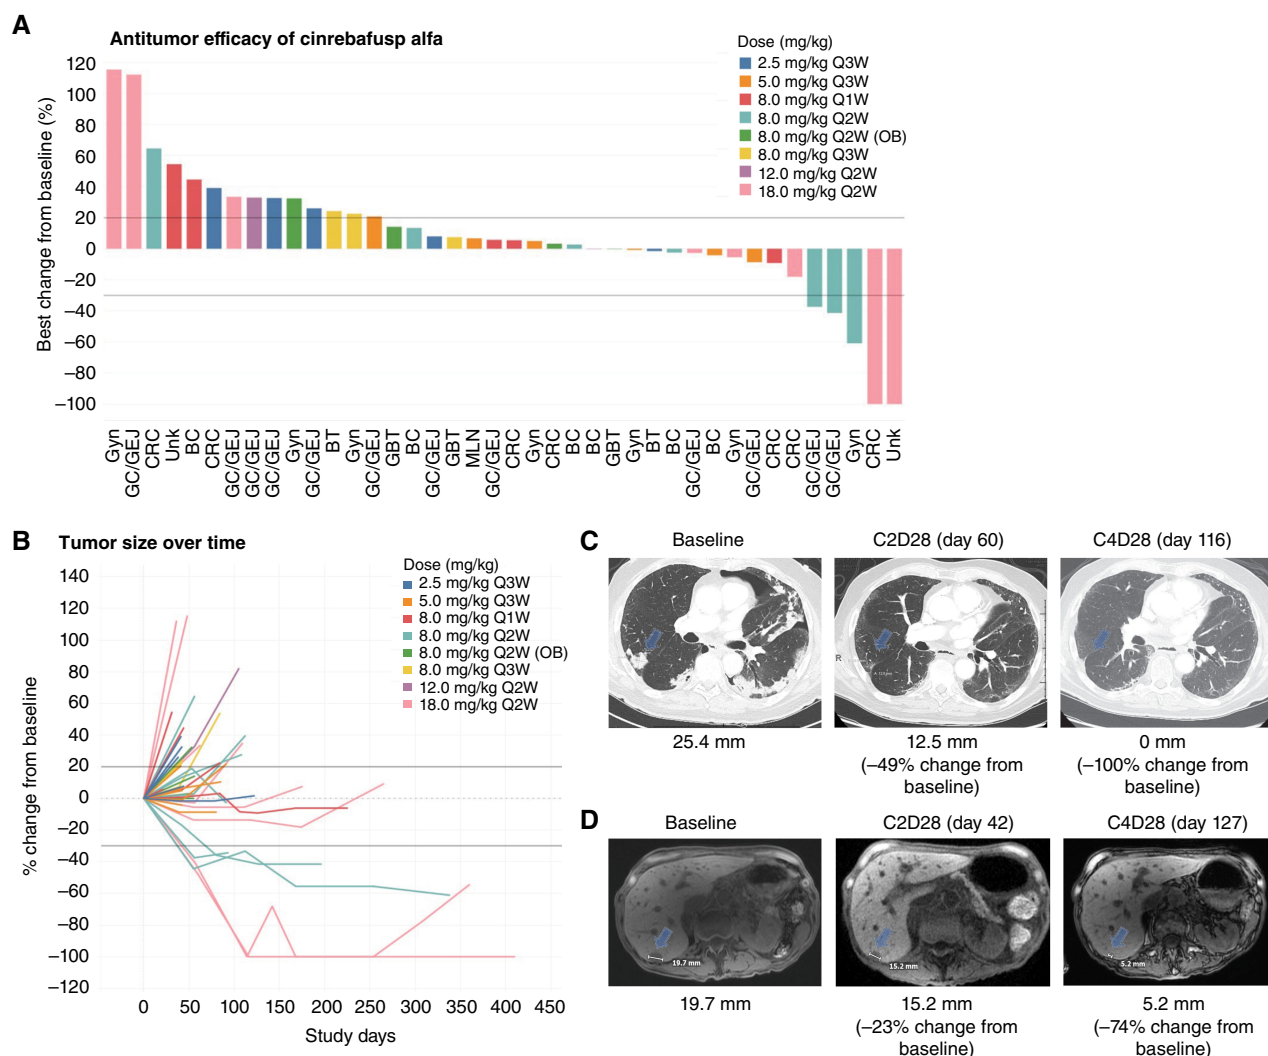 A
Antitumor efficacy of cinrebafusp alfa
Dose (mg/kg)
2.5 mg/kg Q3W
5.0 mg/kg Q3W
8.0 mg/kg Q1W
8.0 mg/kg Q2W
8.0 mg/kg Q2W (OB)
8.0 mg/kg Q3W
12.0 mg/kg Q2W
18.0 mg/kg Q2W
Best change from baseline (%)
120
100
80
60
40
20
0
−20
−40
−60
−80
−100
Gyn
GC/GEJ
CRC
Unk
BC
CRC
GC/GEJ
GC/GEJ
GC/GEJ
Gyn
GC/GEJ
BT
Gyn
GC/GEJ
GBT
BC
GC/GEJ
GBT
MLN
GC/GEJ
CRC
Gyn
CRC
BC
BC
GBT
Gyn
BT
BC
GC/GEJ
BC
Gyn
GC/GEJ
CRC
CRC
GC/GEJ
GC/GEJ
Gyn
CRC
Unk
B
Tumor size over time
Dose (mg/kg)
2.5 mg/kg Q3W
5.0 mg/kg Q3W
8.0 mg/kg Q1W
8.0 mg/kg Q2W
8.0 mg/kg Q2W (OB)
8.0 mg/kg Q3W
12.0 mg/kg Q2W
18.0 mg/kg Q2W
% change from baseline
140
120
100
80
60
40
20
0
−20
−40
−60
−80
−100
−120
0 50 100 150 200 250 300 350 400 450
Study days
C
Baseline
C2D28 (day 60)
C4D28 (day 116)
R
25.4 mm
12.5 mm
(–49% change from
baseline)
0 mm
(–100% change from
baseline)
D
Baseline
C2D28 (day 42)
C4D28 (day 127)
19.7 mm
15.2 mm
5.2 mm
19.7 mm
15.2 mm
(–23% change from
baseline)
5.2 mm
(–74% change from
baseline)